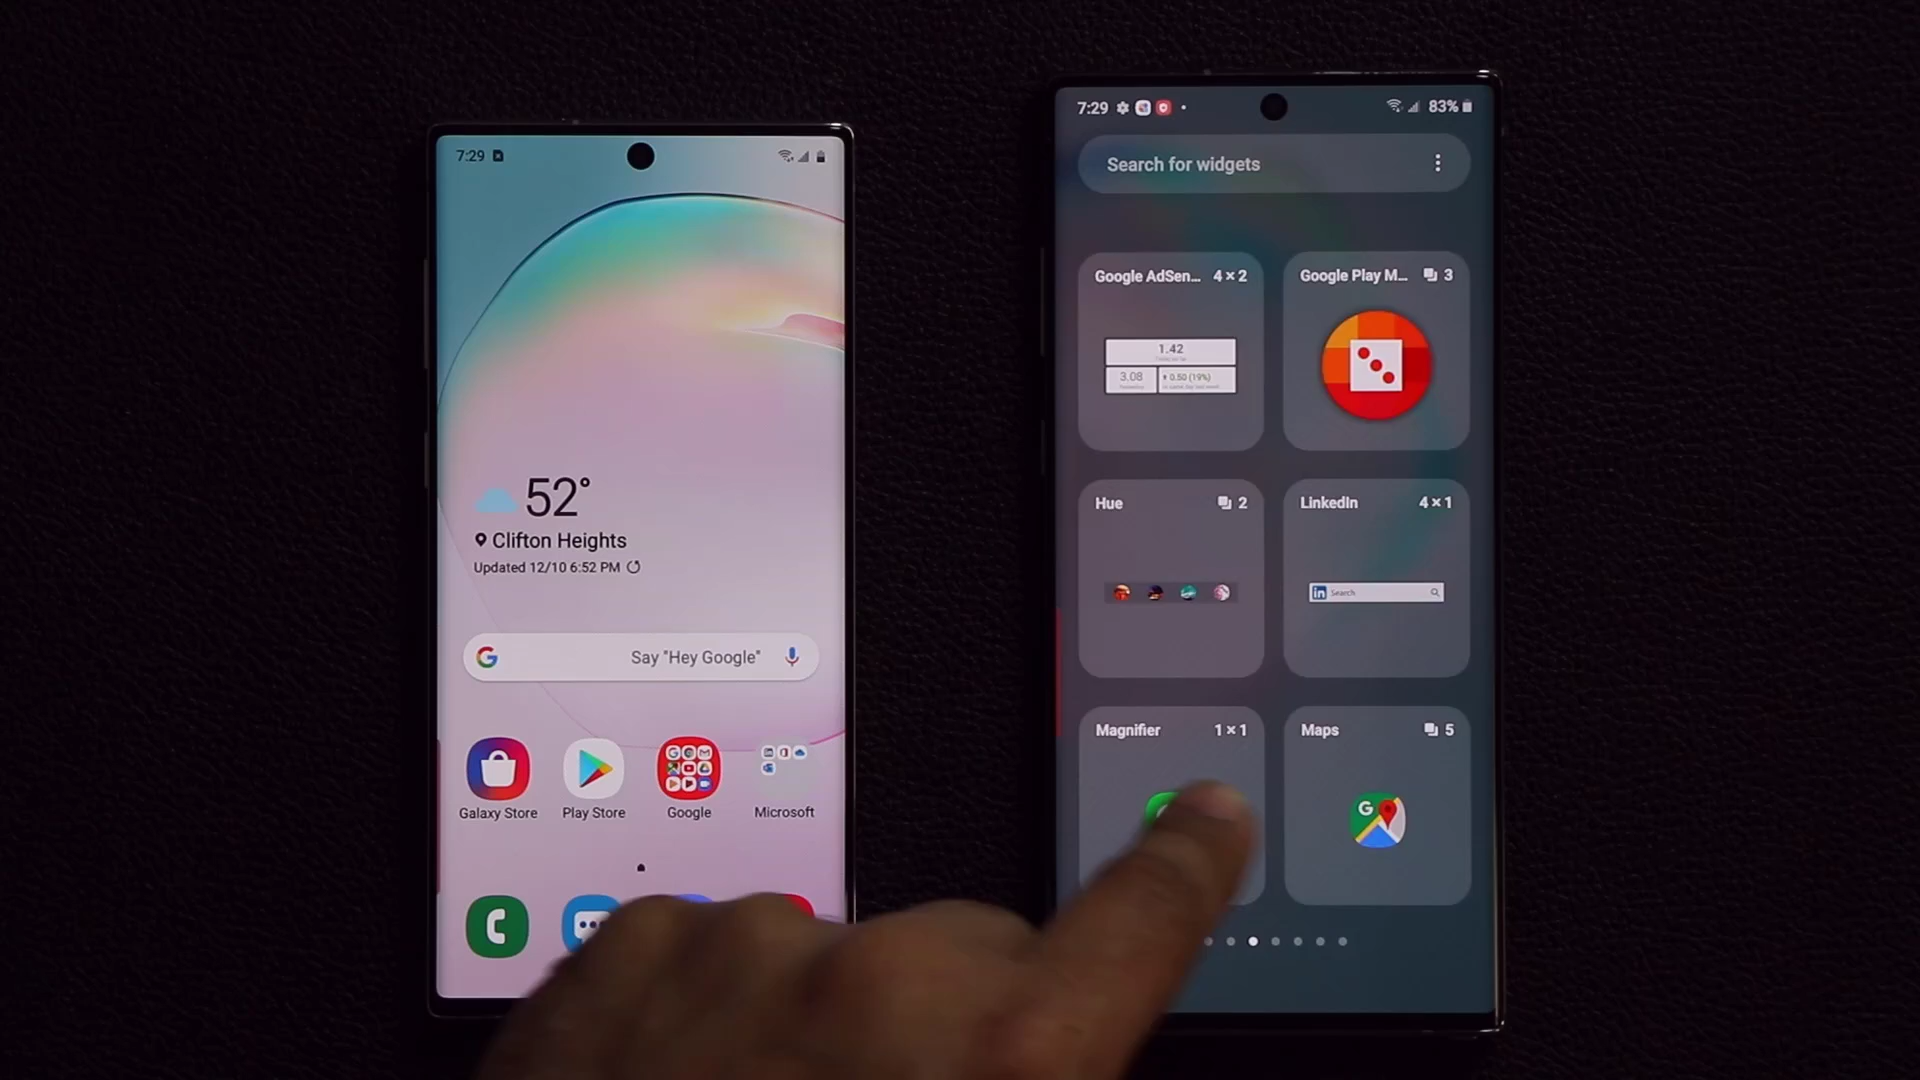 7:29
52°
Clifton Heights
Updated 12/10 6:52 PM
G Say "Hey Google"
Galaxy Store Play Store Google Microsoft
7:29 83%
Search for widgets
Google AdSen... 4×2 Google Play M... 3
1.42
3.08 0.50 (19%)
Hue 2 LinkedIn 4×1
in Search
Magnifier 1×1 Maps 5
G